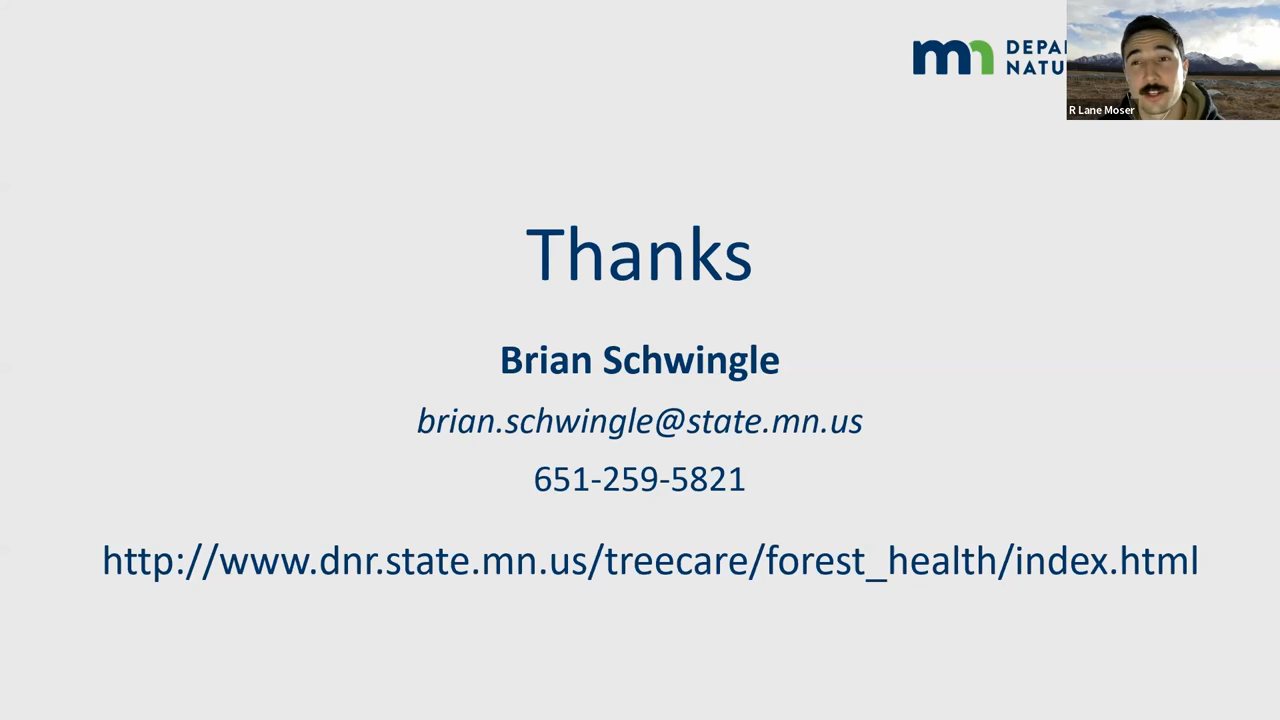 mn DEPAR
NATU
R Lane Moser
Thanks
Brian Schwingle
brian.schwingle@state.mn.us
651-259-5821
http://www.dnr.state.mn.us/treecare/forest_health/index.html